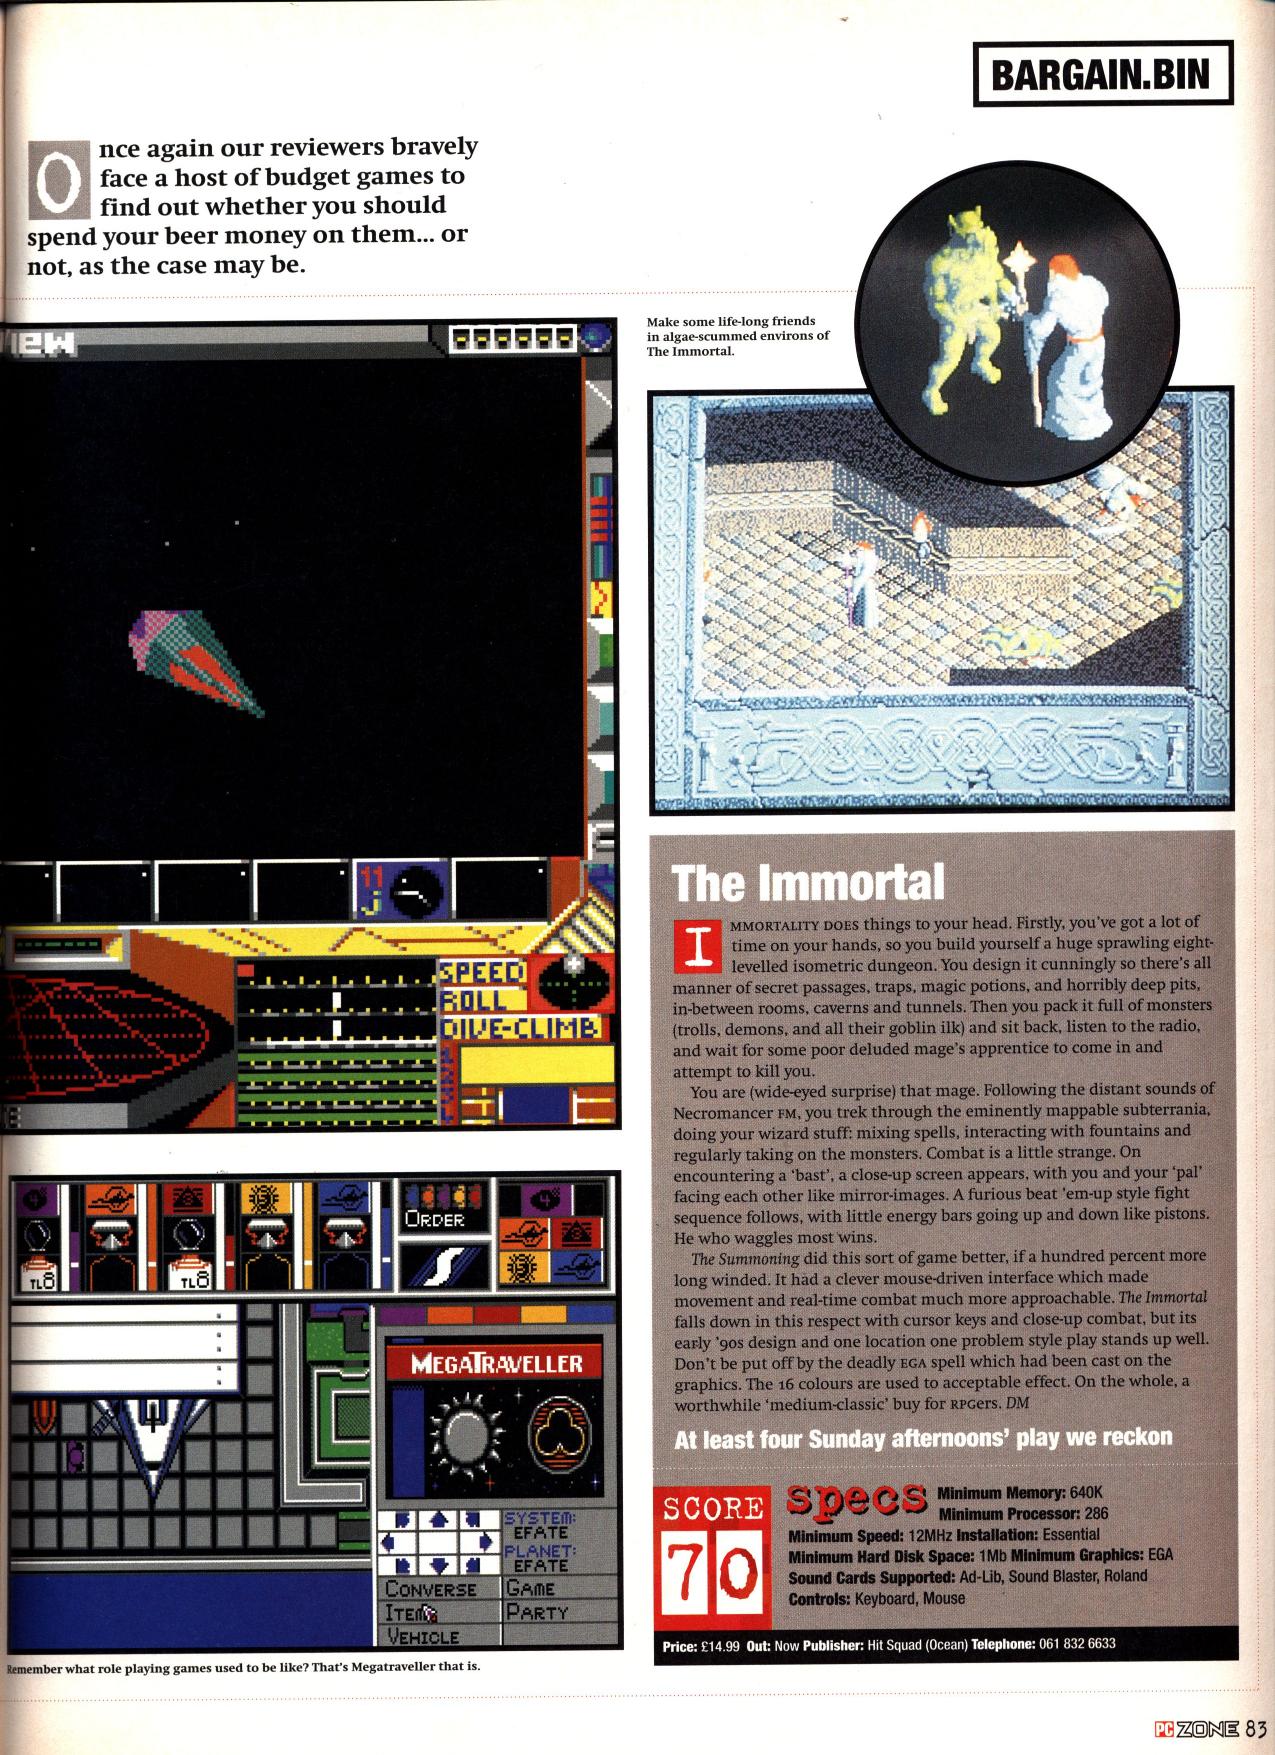 BARGAIN.BIN
Once again our reviewers bravely
face a host of budget games to
find out whether you should
spend your beer money on them... or
not, as the case may be.
Make some life-long friends
in algae-scummed environs of
The Immortal.
11
J
SPEED
ROLL
DIVE-CLIMB
ORDER
TL8
TL8
MEGATRAVELLER
SYSTEM:
EFATE
PLANET:
EFATE
CONVERSE
GAME
ITEM
PARTY
VEHICLE
Remember what role playing games used to be like? That's Megatraveller that is.
The Immortal
IMMORTALITY DOES things to your head. Firstly, you've got a lot of
time on your hands, so you build yourself a huge sprawling eight-
levelled isometric dungeon. You design it cunningly so there's all
manner of secret passages, traps, magic potions, and horribly deep pits,
in-between rooms, caverns and tunnels. Then you pack it full of monsters
(trolls, demons, and all their goblin ilk) and sit back, listen to the radio,
and wait for some poor deluded mage's apprentice to come in and
attempt to kill you.
You are (wide-eyed surprise) that mage. Following the distant sounds of
Necromancer FM, you trek through the eminently mappable subterrania,
doing your wizard stuff: mixing spells, interacting with fountains and
regularly taking on the monsters. Combat is a little strange. On
encountering a 'bast', a close-up screen appears, with you and your 'pal'
facing each other like mirror-images. A furious beat 'em-up style fight
sequence follows, with little energy bars going up and down like pistons.
He who waggles most wins.
The Summoning did this sort of game better, if a hundred percent more
long winded. It had a clever mouse-driven interface which made
movement and real-time combat much more approachable. The Immortal
falls down in this respect with cursor keys and close-up combat, but its
early '90s design and one location one problem style play stands up well.
Don't be put off by the deadly EGA spell which had been cast on the
graphics. The 16 colours are used to acceptable effect. On the whole, a
worthwhile 'medium-classic' buy for RPGers. DM
At least four Sunday afternoons' play we reckon
SCORE
70
specs Minimum Memory: 640K
Minimum Processor: 286
Minimum Speed: 12MHz Installation: Essential
Minimum Hard Disk Space: 1Mb Minimum Graphics: EGA
Sound Cards Supported: Ad-Lib, Sound Blaster, Roland
Controls: Keyboard, Mouse
Price: £14.99 Out: Now Publisher: Hit Squad (Ocean) Telephone: 061 832 6633
PC ZONE 83